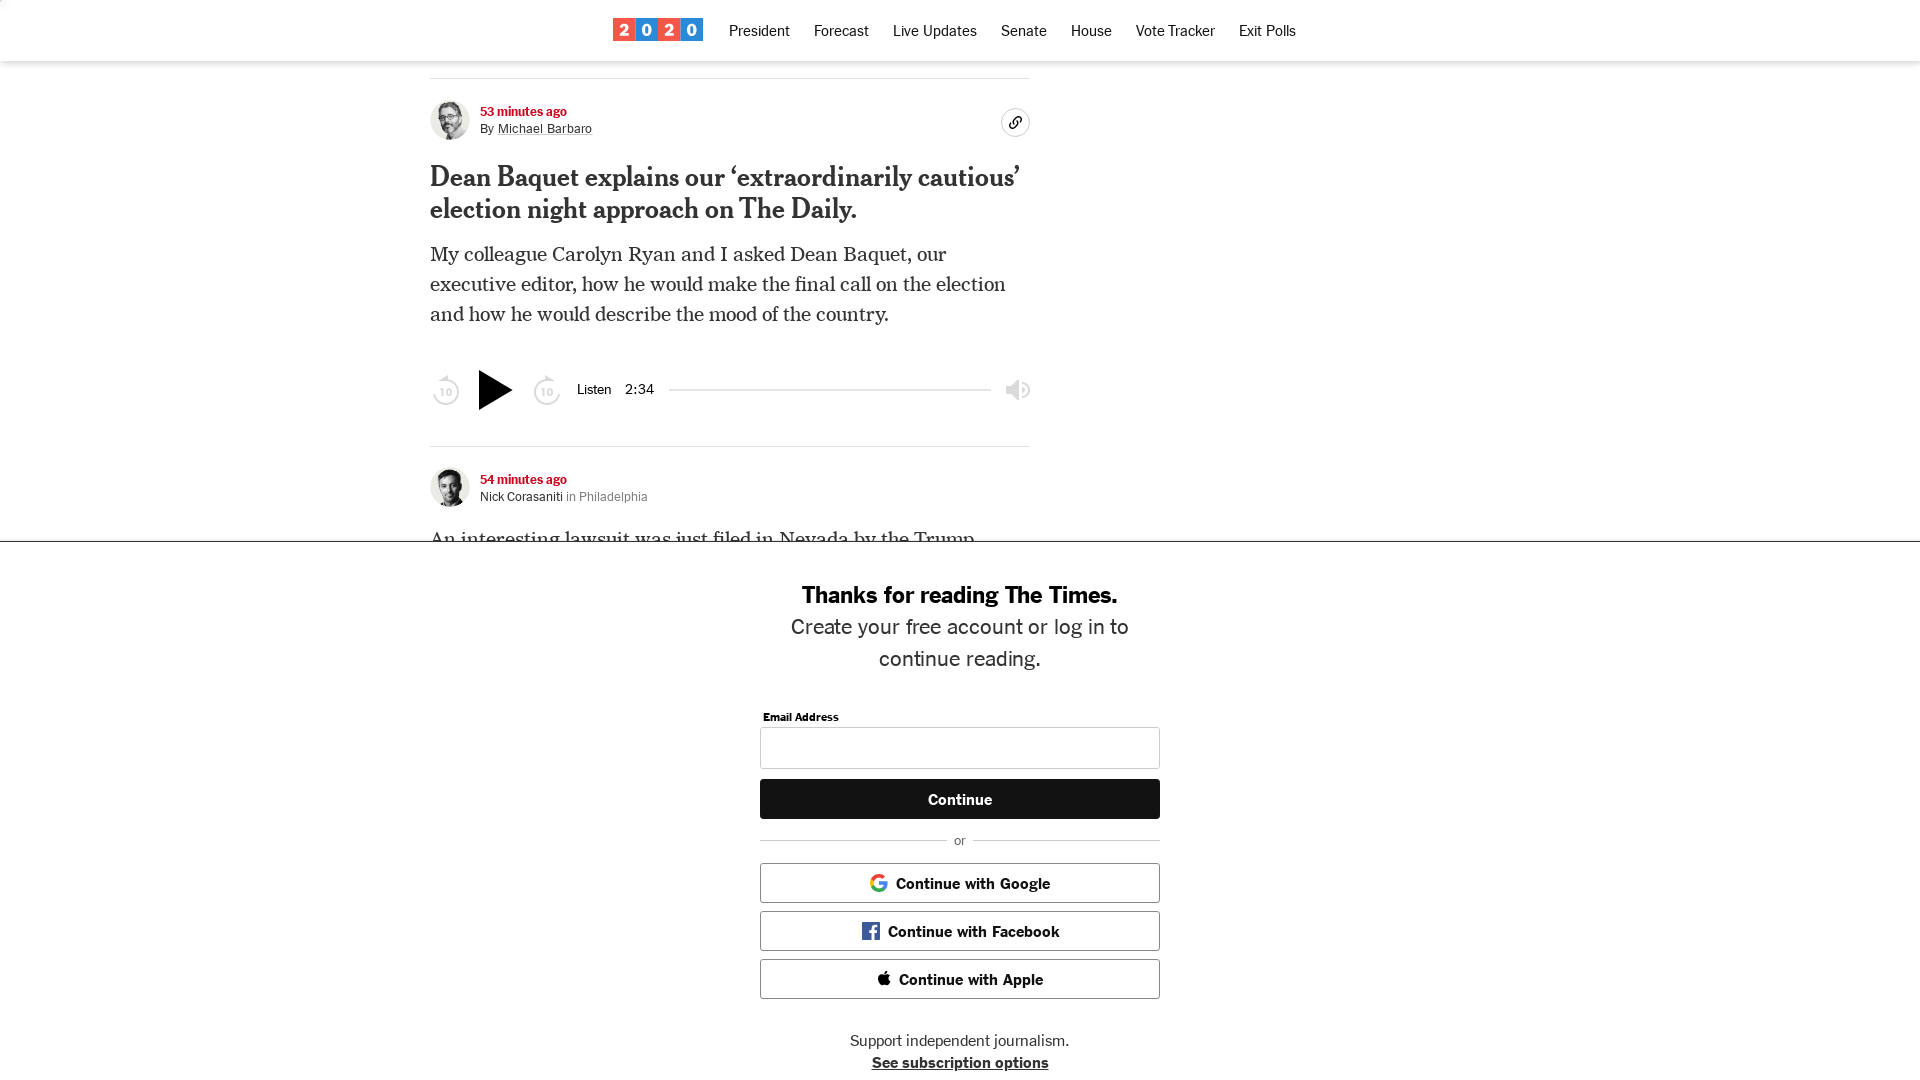 2020 President Forecast Live Updates Senate House Vote Tracker Exit Polls
53 minutes ago
By Michael Barbaro
Dean Baquet explains our ‘extraordinarily cautious’
election night approach on The Daily.
My colleague Carolyn Ryan and I asked Dean Baquet, our
executive editor, how he would make the final call on the election
and how he would describe the mood of the country.
10 10 Listen 2:34
54 minutes ago
Nick Corasaniti in Philadelphia
An interesting lawsuit was just filed in Nevada by the Trump
Thanks for reading The Times.
Create your free account or log in to
continue reading.
Email Address
Continue
or
Continue with Google
Continue with Facebook
Continue with Apple
Support independent journalism.
See subscription options